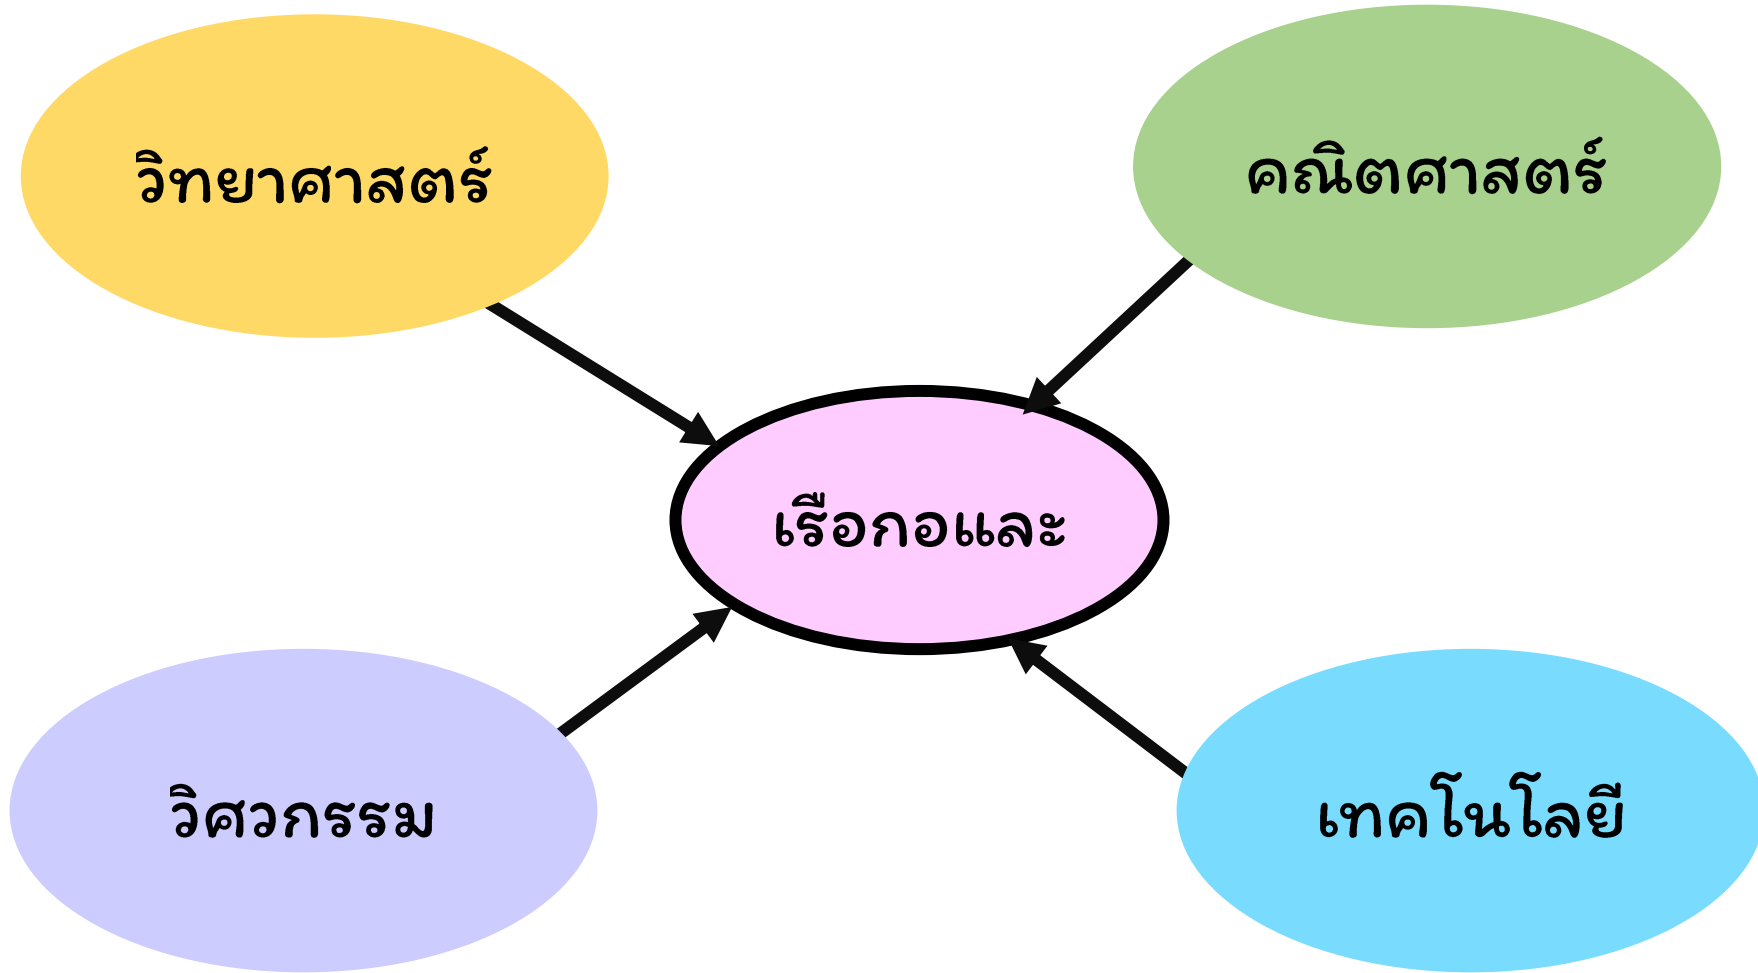 วิทยาศาสตร์
คณิตศาสตร์
เรือกอและ
วิศวกรรม
เทคโนโลยี